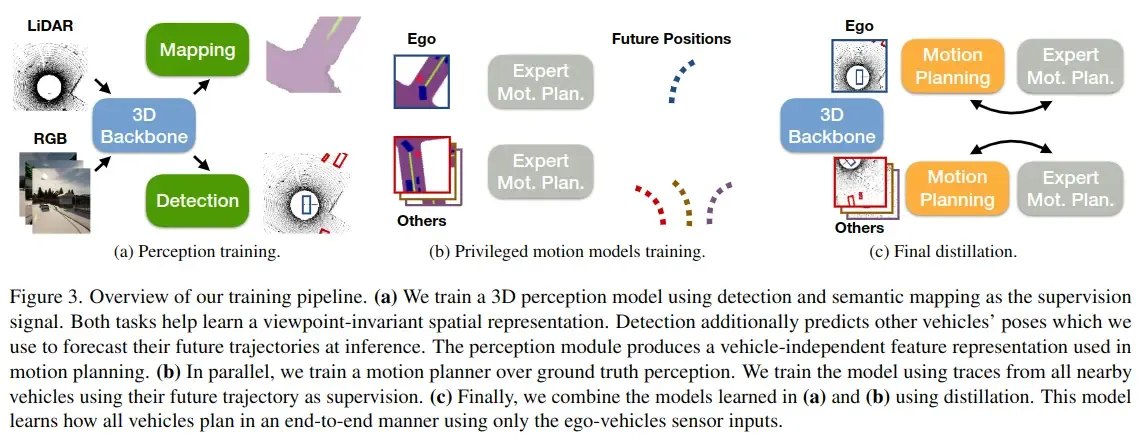 LiDAR
Mapping
3D
Backbone
RGB
Detection
(a) Perception training.
Ego
Future Positions
Expert
Mot. Plan.
Expert
Mot. Plan.
Others
(b) Privileged motion models training.
Ego
Motion
Planning
Expert
Mot. Plan.
3D
Backbone
Motion
Planning
Expert
Mot. Plan.
Others
(c) Final distillation.
Figure 3. Overview of our training pipeline. (a) We train a 3D perception model using detection and semantic mapping as the supervision
signal. Both tasks help learn a viewpoint-invariant spatial representation. Detection additionally predicts other vehicles' poses which we
use to forecast their future trajectories at inference. The perception module produces a vehicle-independent feature representation used in
motion planning. (b) In parallel, we train a motion planner over ground truth perception. We train the model using traces from all nearby
vehicles using their future trajectory as supervision. (c) Finally, we combine the models learned in (a) and (b) using distillation. This model
learns how all vehicles plan in an end-to-end manner using only the ego-vehicles sensor inputs.